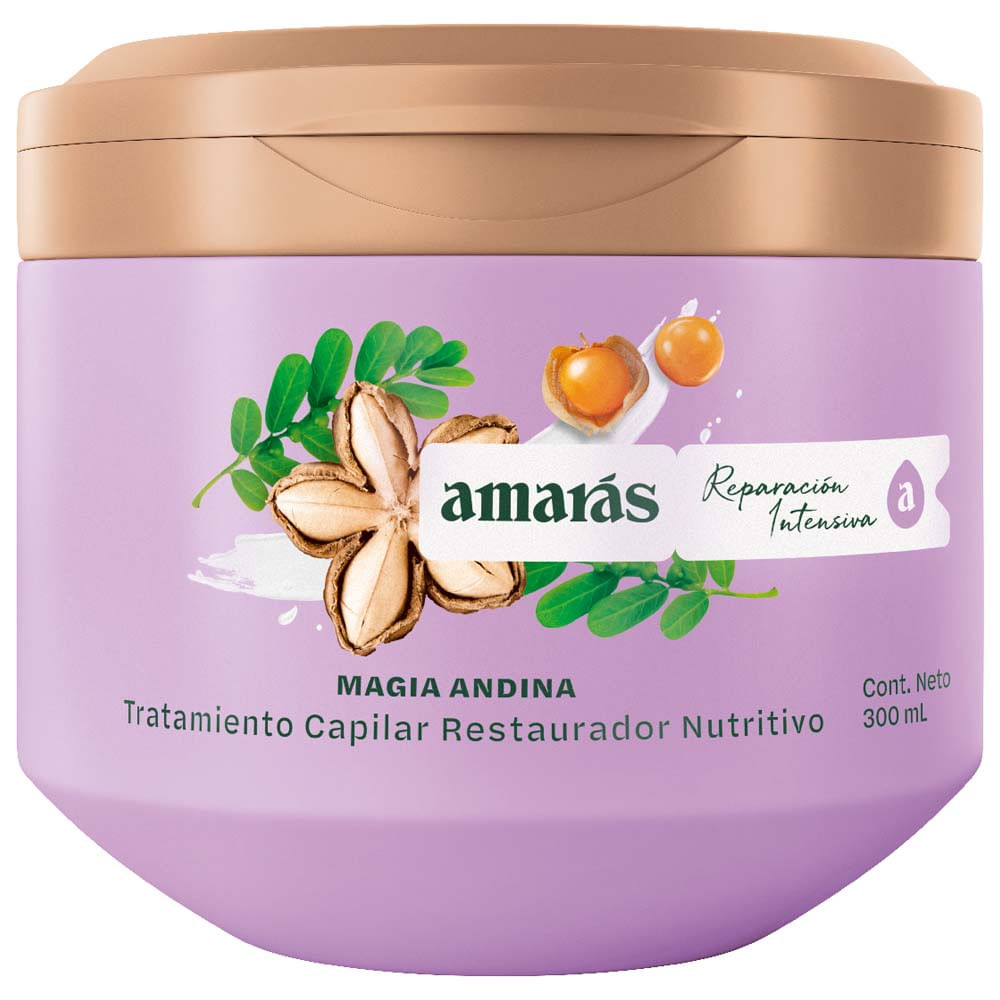 amarás
Reparación
Intensiva
a
MAGIA ANDINA
Tratamiento Capilar Restaurador Nutritivo
Cont. Neto
300 mL